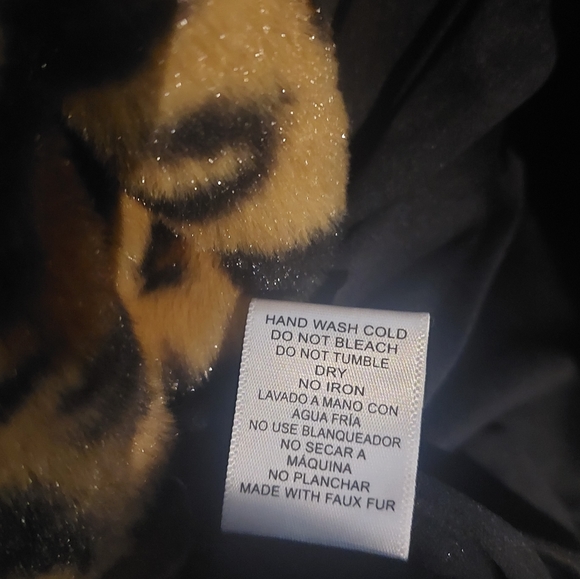 HAND WASH COLD
DO NOT BLEACH
DO NOT TUMBLE
DRY
NO IRON
LAVADO A MANO CON
AGUA FRÍA
NO USE BLANQUEADOR
NO SECAR A
MÁQUINA
NO PLANCHAR
MADE WITH FAUX FUR